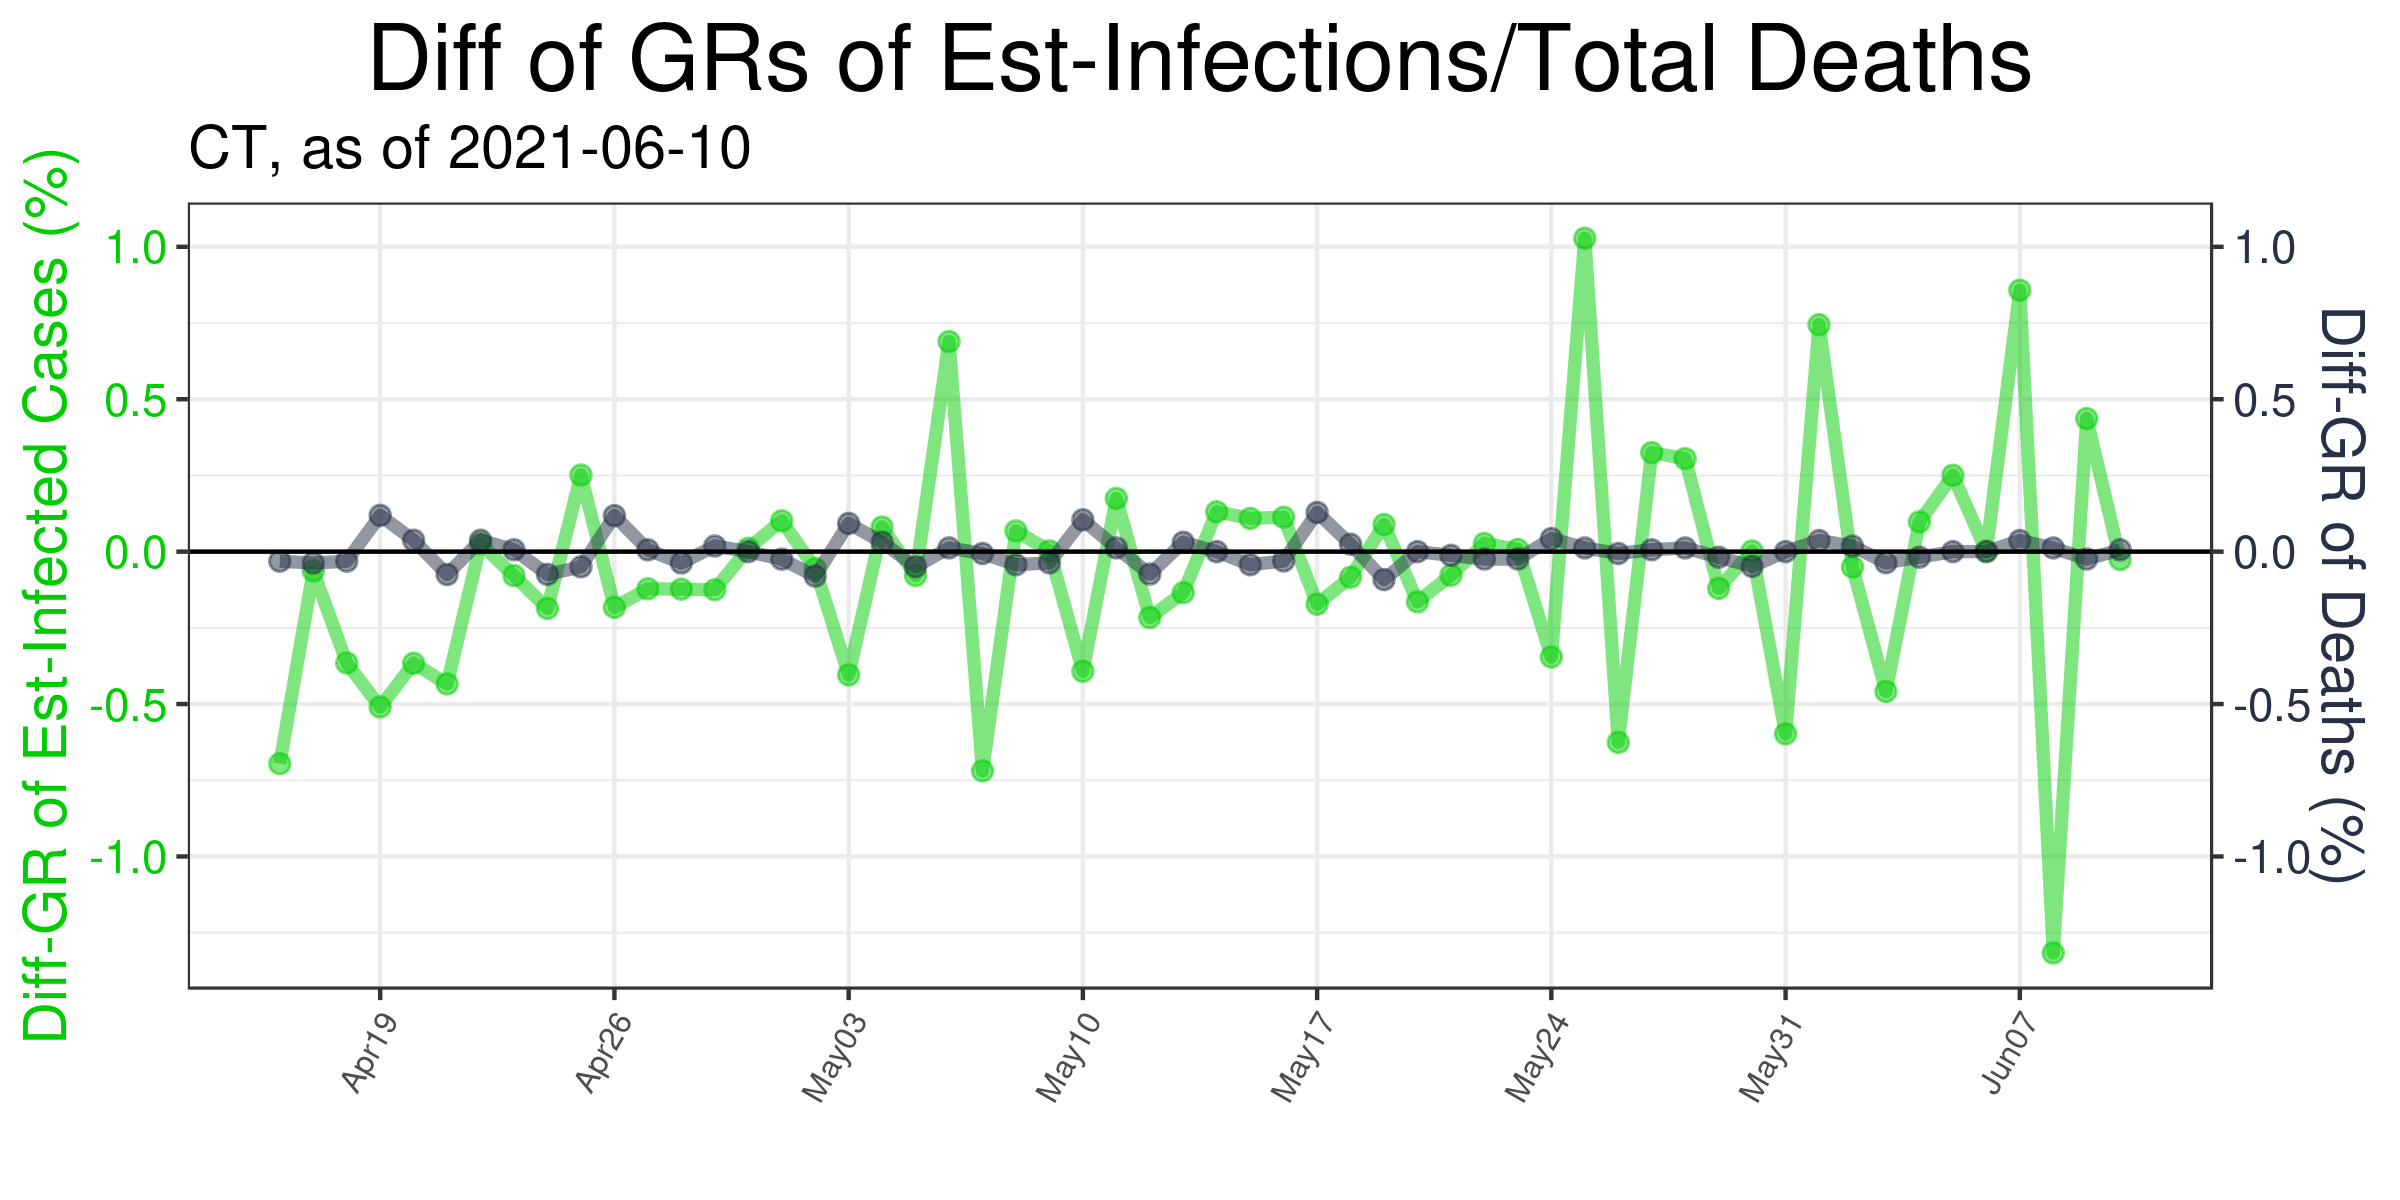 Diff of GRs of Est-Infections/Total Deaths
CT, as of 2021-06-10
Diff-GR of Est-Infected Cases (%)
1.0
0.5
0.0
-0.5
-1.0
1.0
0.5
0.0
-0.5
-1.0
Diff-GR of Deaths (%)
Apr19
Apr26
May03
May10
May17
May24
May31
Jun07